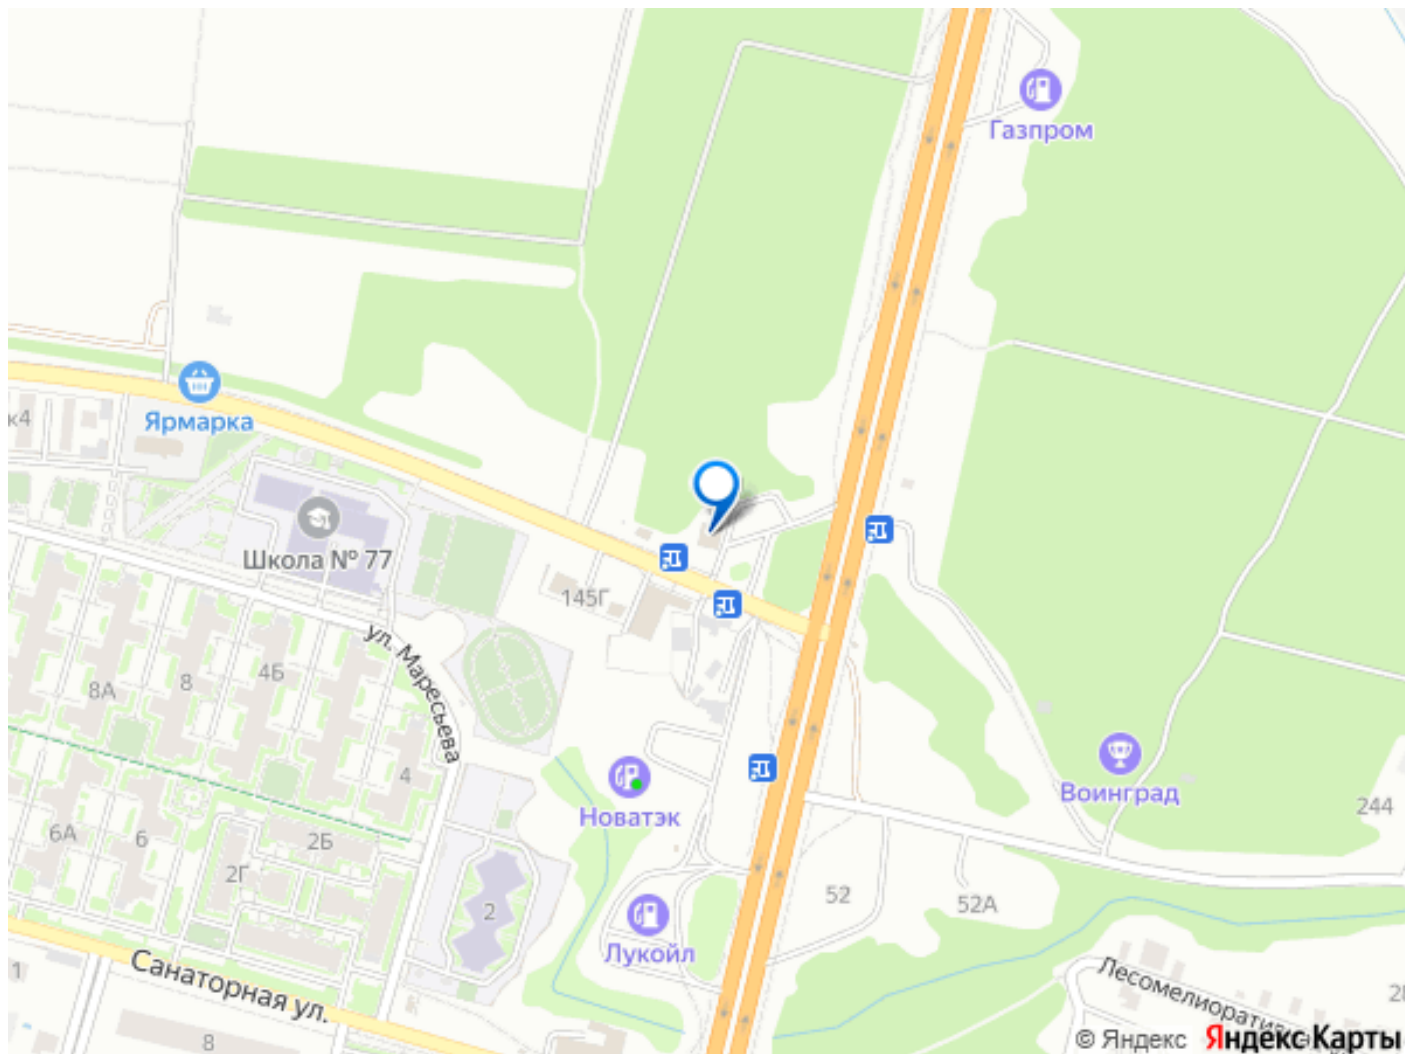 Газпром
Ярмарка
к4
Школа № 77
145Г
ул. Маресьева
8А
8
4Б
4
6А
6
2Б
2Г
2
Новатэк
Лукойл
Воинград
244
52
52А
Санаторная ул.
1
8
Лесомелиоратив
© Яндекс
Яндекс Карты